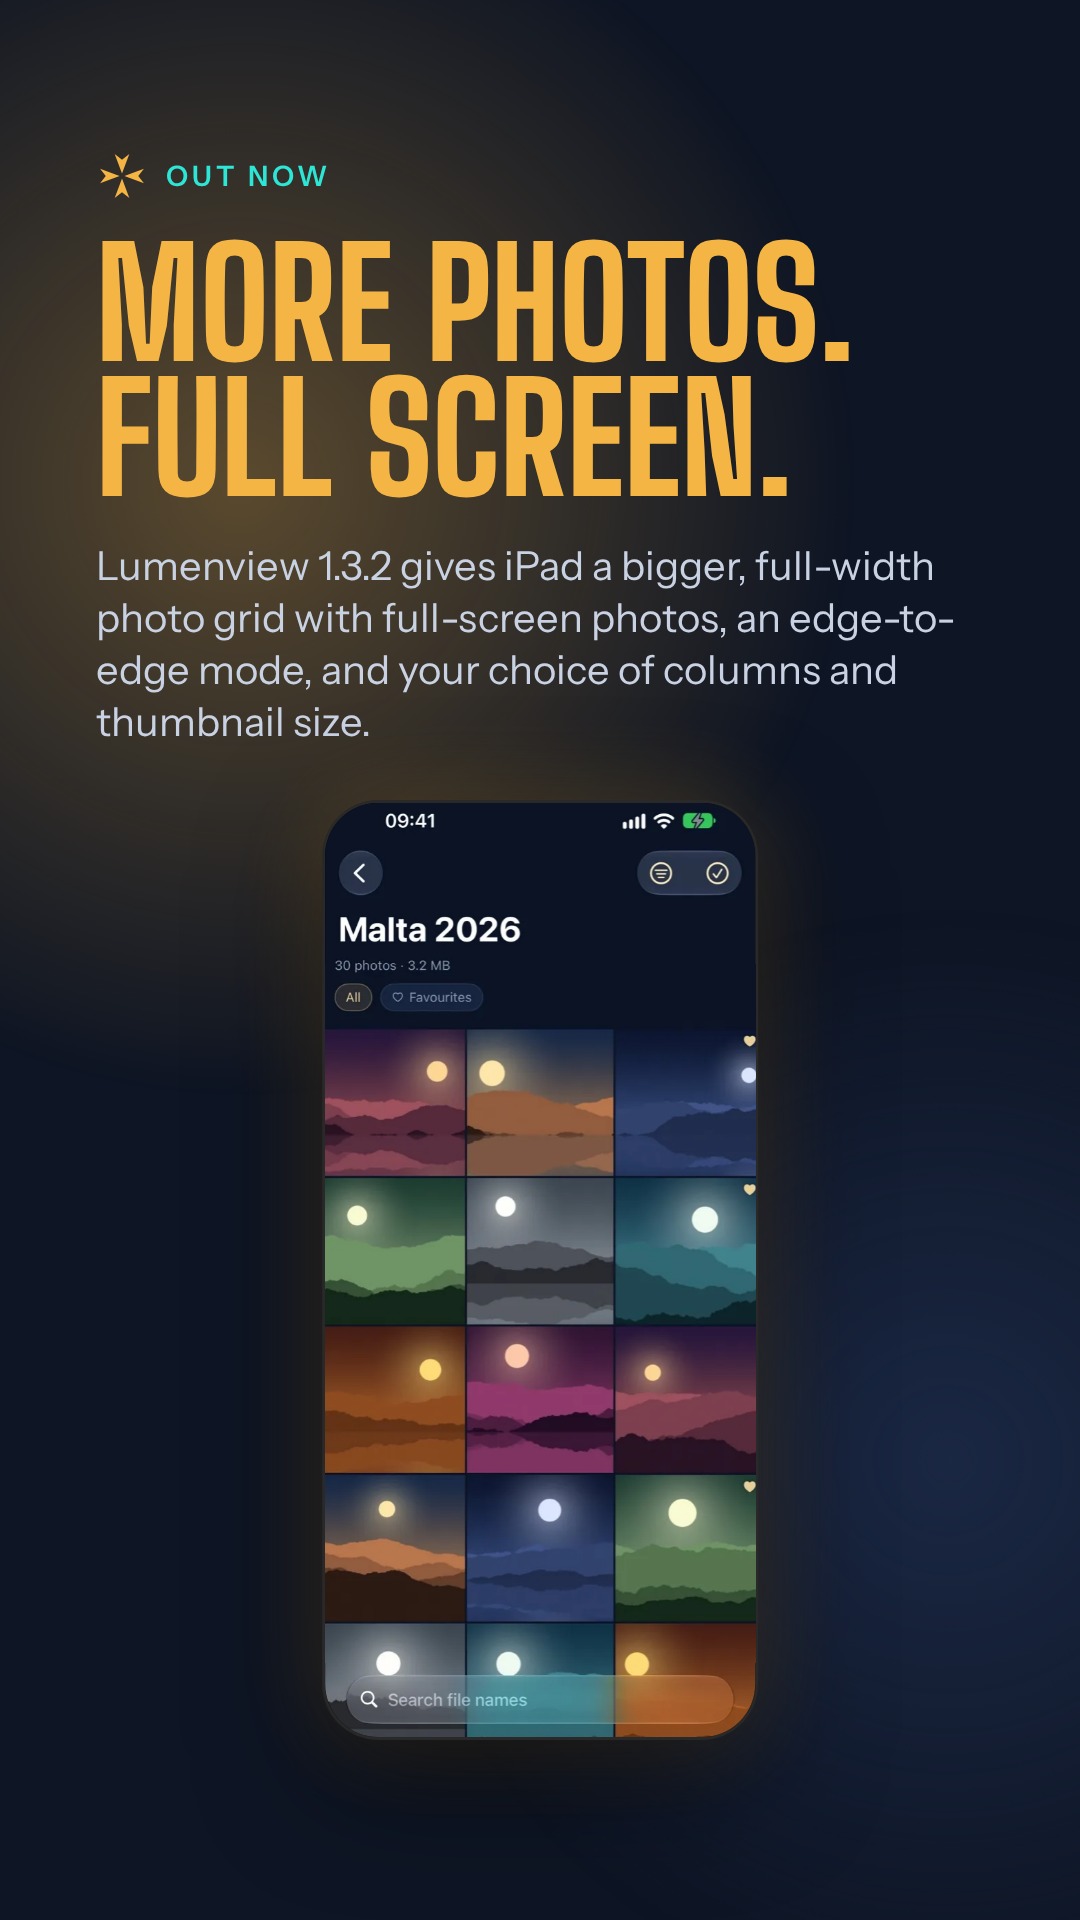 OUT NOW
MORE PHOTOS.
FULL SCREEN.
Lumenview 1.3.2 gives iPad a bigger, full-width
photo grid with full-screen photos, an edge-to-
edge mode, and your choice of columns and
thumbnail size.
09:41
Malta 2026
30 photos · 3.2 MB
All
Favourites
Search file names